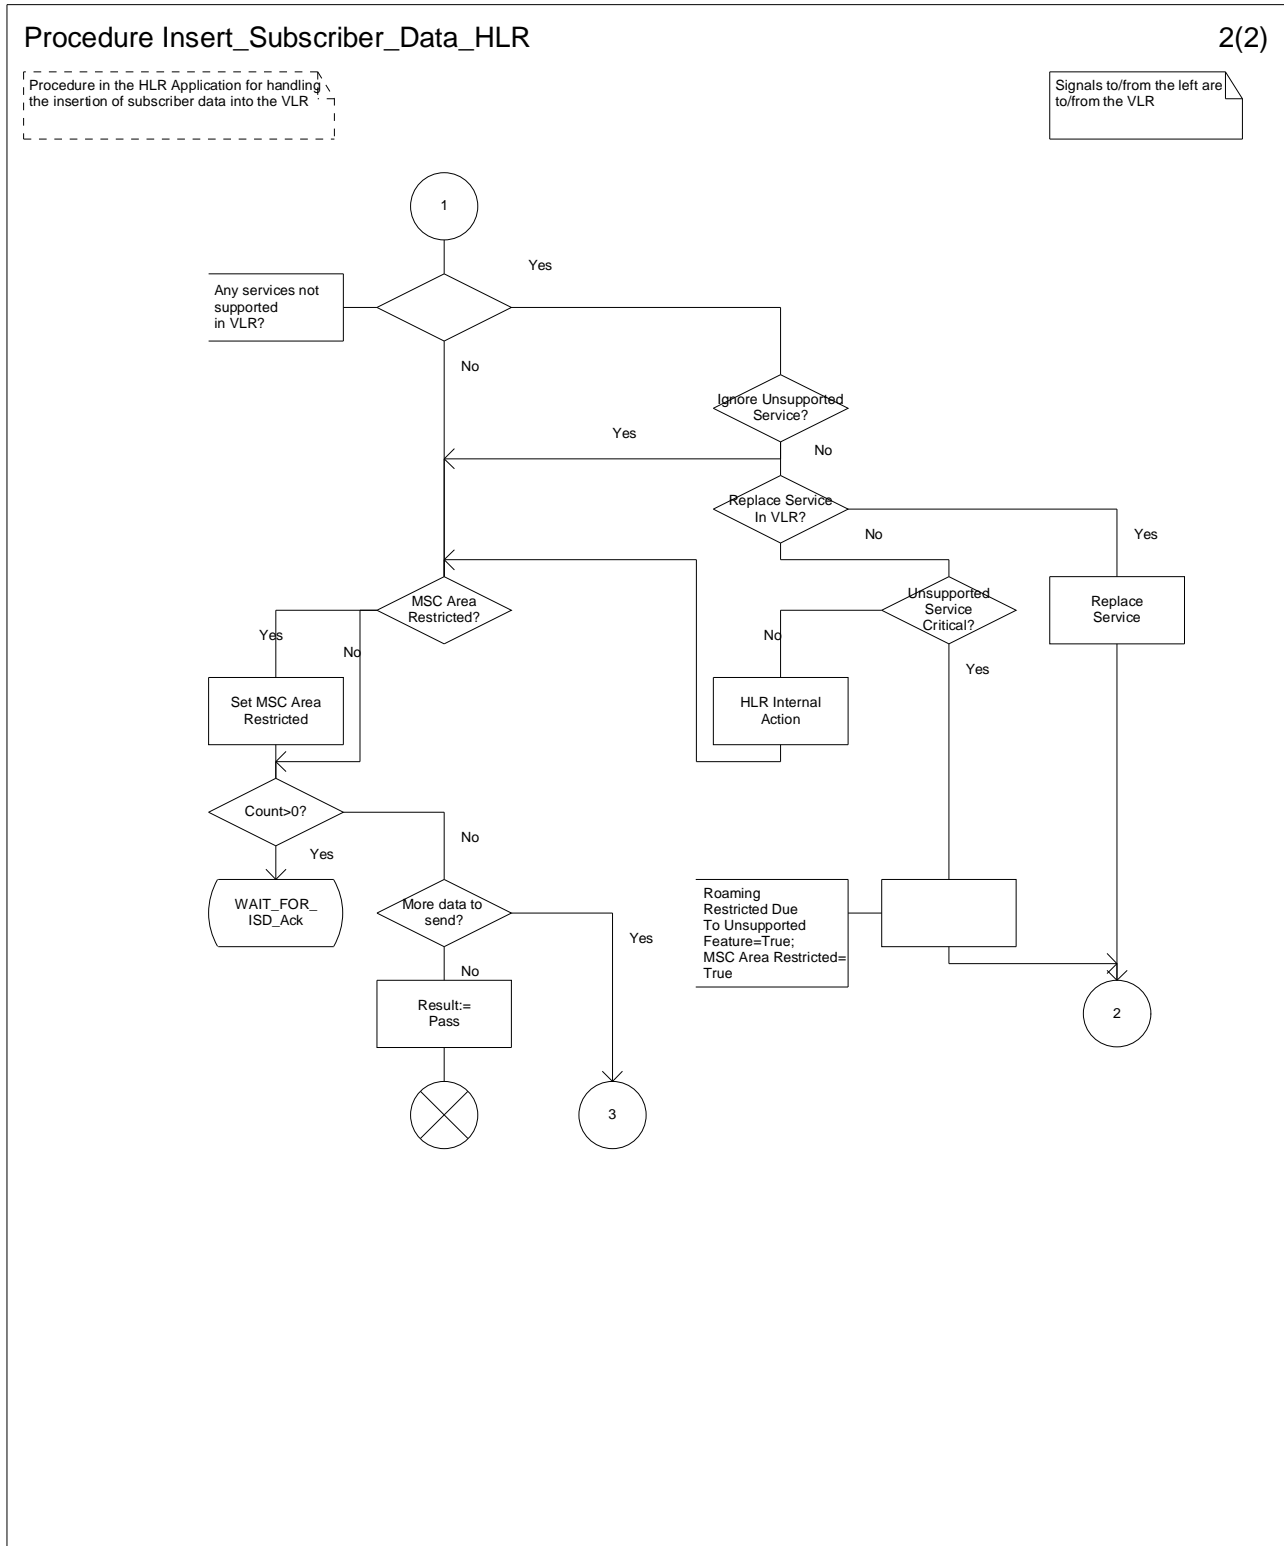 Procedure Insert_Subscriber_Data_HLR
2(2)
Procedure in the HLR Application for handling
the insertion of subscriber data into the VLR
Signals to/from the left are
to/from the VLR
1
Yes
Any services not
supported
in VLR?
No
Ignore Unsupported
Service?
Yes
No
Replace Service
In VLR?
No
Yes
MSC Area
Restricted?
Unsupported
Service
Critical?
Replace
Service
Yes
No
No
Yes
Set MSC Area
Restricted
HLR Internal
Action
Count>0?
No
Yes
WAIT_FOR_
ISD_Ack
More data to
send?
Yes
Roaming
Restricted Due
To Unsupported
Feature=True;
MSC Area Restricted=
True
No
Result:=
Pass
2
3